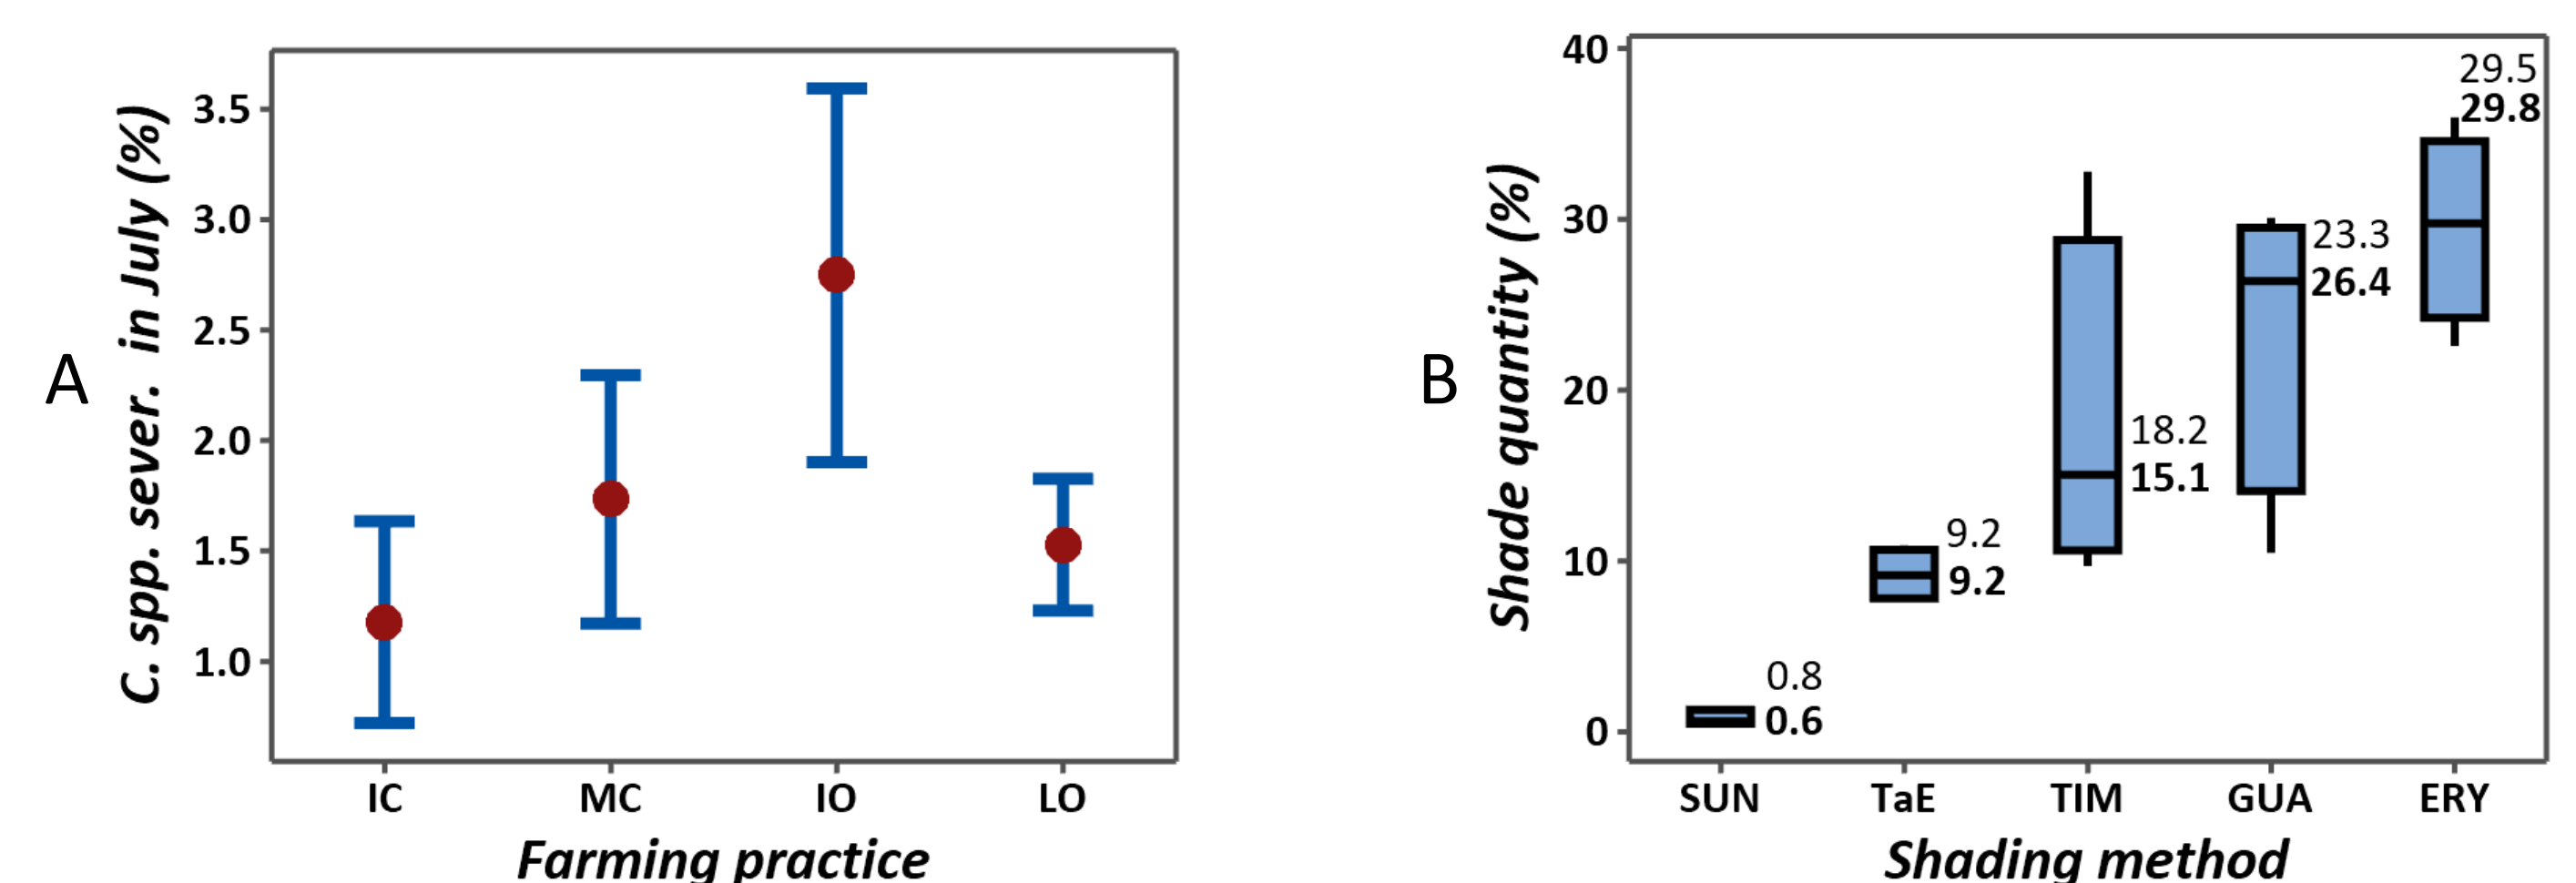 A
C. spp. sever. in July (%)
3.5
3.0
2.5
2.0
1.5
1.0
IC MC IO LO
Farming practice
B
Shade quantity (%)
40
30
20
10
0
0.8
0.6
9.2
9.2
18.2
15.1
23.3
26.4
29.5
29.8
SUN TaE TIM GUA ERY
Shading method